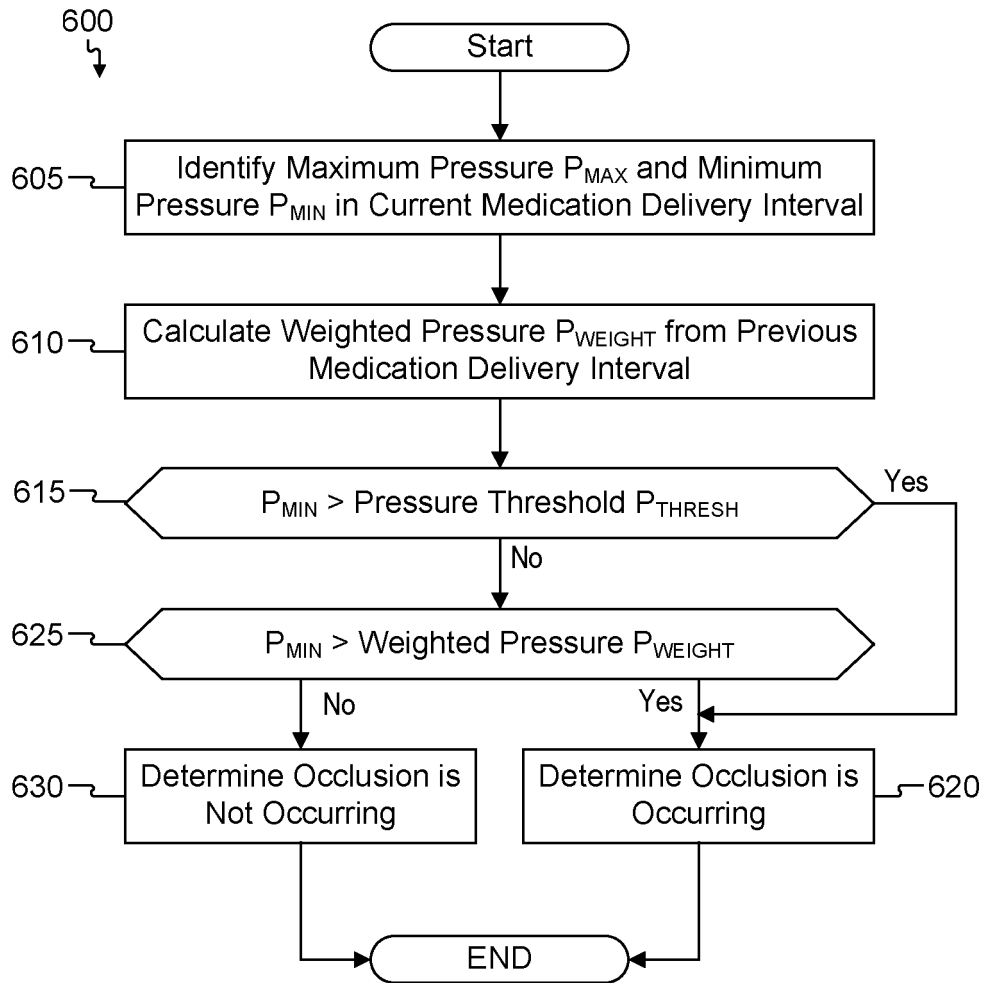 600
Start
605
Identify Maximum Pressure P_MAX and Minimum
Pressure P_MIN in Current Medication Delivery Interval
610
Calculate Weighted Pressure P_WEIGHT from Previous
Medication Delivery Interval
615
P_MIN > Pressure Threshold P_THRESH
Yes
No
625
P_MIN > Weighted Pressure P_WEIGHT
No
Yes
630
Determine Occlusion is
Not Occurring
Determine Occlusion is
Occurring
620
END